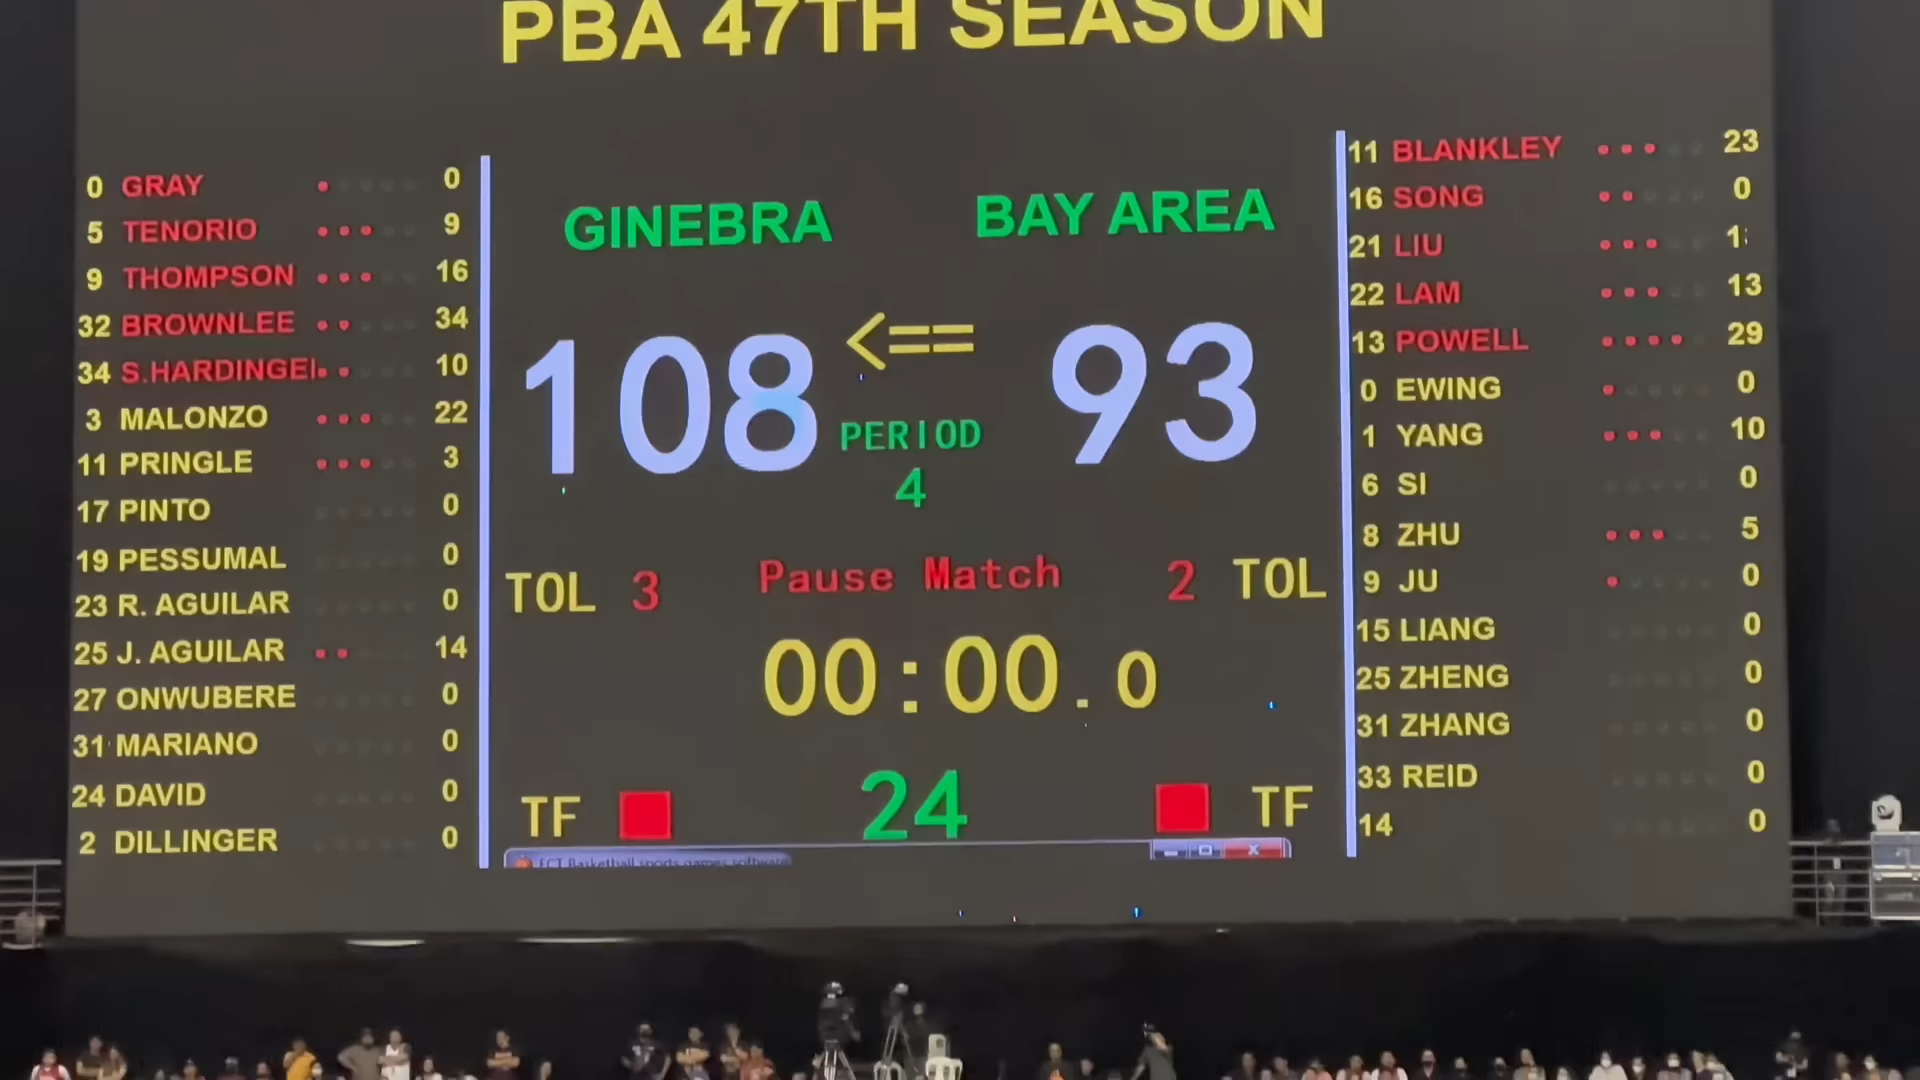 PBA 47TH SEASON
0 GRAY 0
5 TENORIO 9
9 THOMPSON 16
32 BROWNLEE 34
34 S.HARDINGE 10
3 MALONZO 22
11 PRINGLE 3
17 PINTO 0
19 PESSUMAL 0
23 R. AGUILAR 0
25 J. AGUILAR 14
27 ONWUBERE 0
31 MARIANO 0
24 DAVID 0
2 DILLINGER 0
GINEBRA BAY AREA
108 <== 93
PERIOD
4
TOL 3 Pause Match 2 TOL
00:00.0
TF 24 TF
Basketball sports games software
11 BLANKLEY 23
16 SONG 0
21 LIU
22 LAM 13
13 POWELL 29
0 EWING 0
1 YANG 10
6 SI 0
8 ZHU 5
9 JU 0
15 LIANG 0
25 ZHENG 0
31 ZHANG 0
33 REID 0
14 0